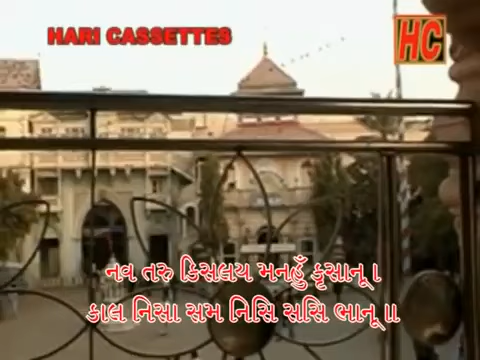 HARI CASSETTES
HC
નવ તરુ કિસલય મનહુઁ કૃસાનૂ ।
કાલ નિસા સમ નિસિ સસિ ભાનૂ ॥